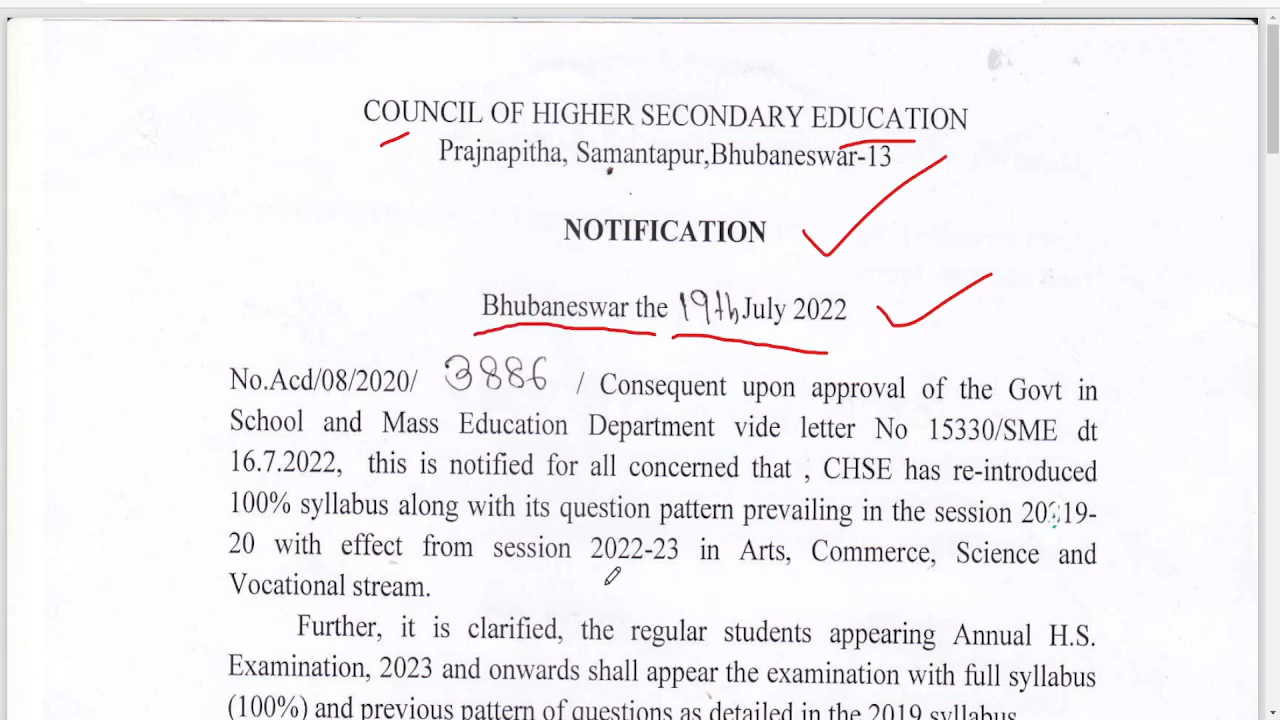 COUNCIL OF HIGHER SECONDARY EDUCATION
Prajnapitha, Samantapur,Bhubaneswar-13
NOTIFICATION
Bhubaneswar the 19th July 2022
No.Acd/08/2020/ 3886 / Consequent upon approval of the Govt in
School and Mass Education Department vide letter No 15330/SME dt
16.7.2022, this is notified for all concerned that , CHSE has re-introduced
100% syllabus along with its question pattern prevailing in the session 2019-
20 with effect from session 2022-23 in Arts, Commerce, Science and
Vocational stream.
Further, it is clarified, the regular students appearing Annual H.S.
Examination, 2023 and onwards shall appear the examination with full syllabus
(100%) and previous pattern of questions as detailed in the 2019 syllabus